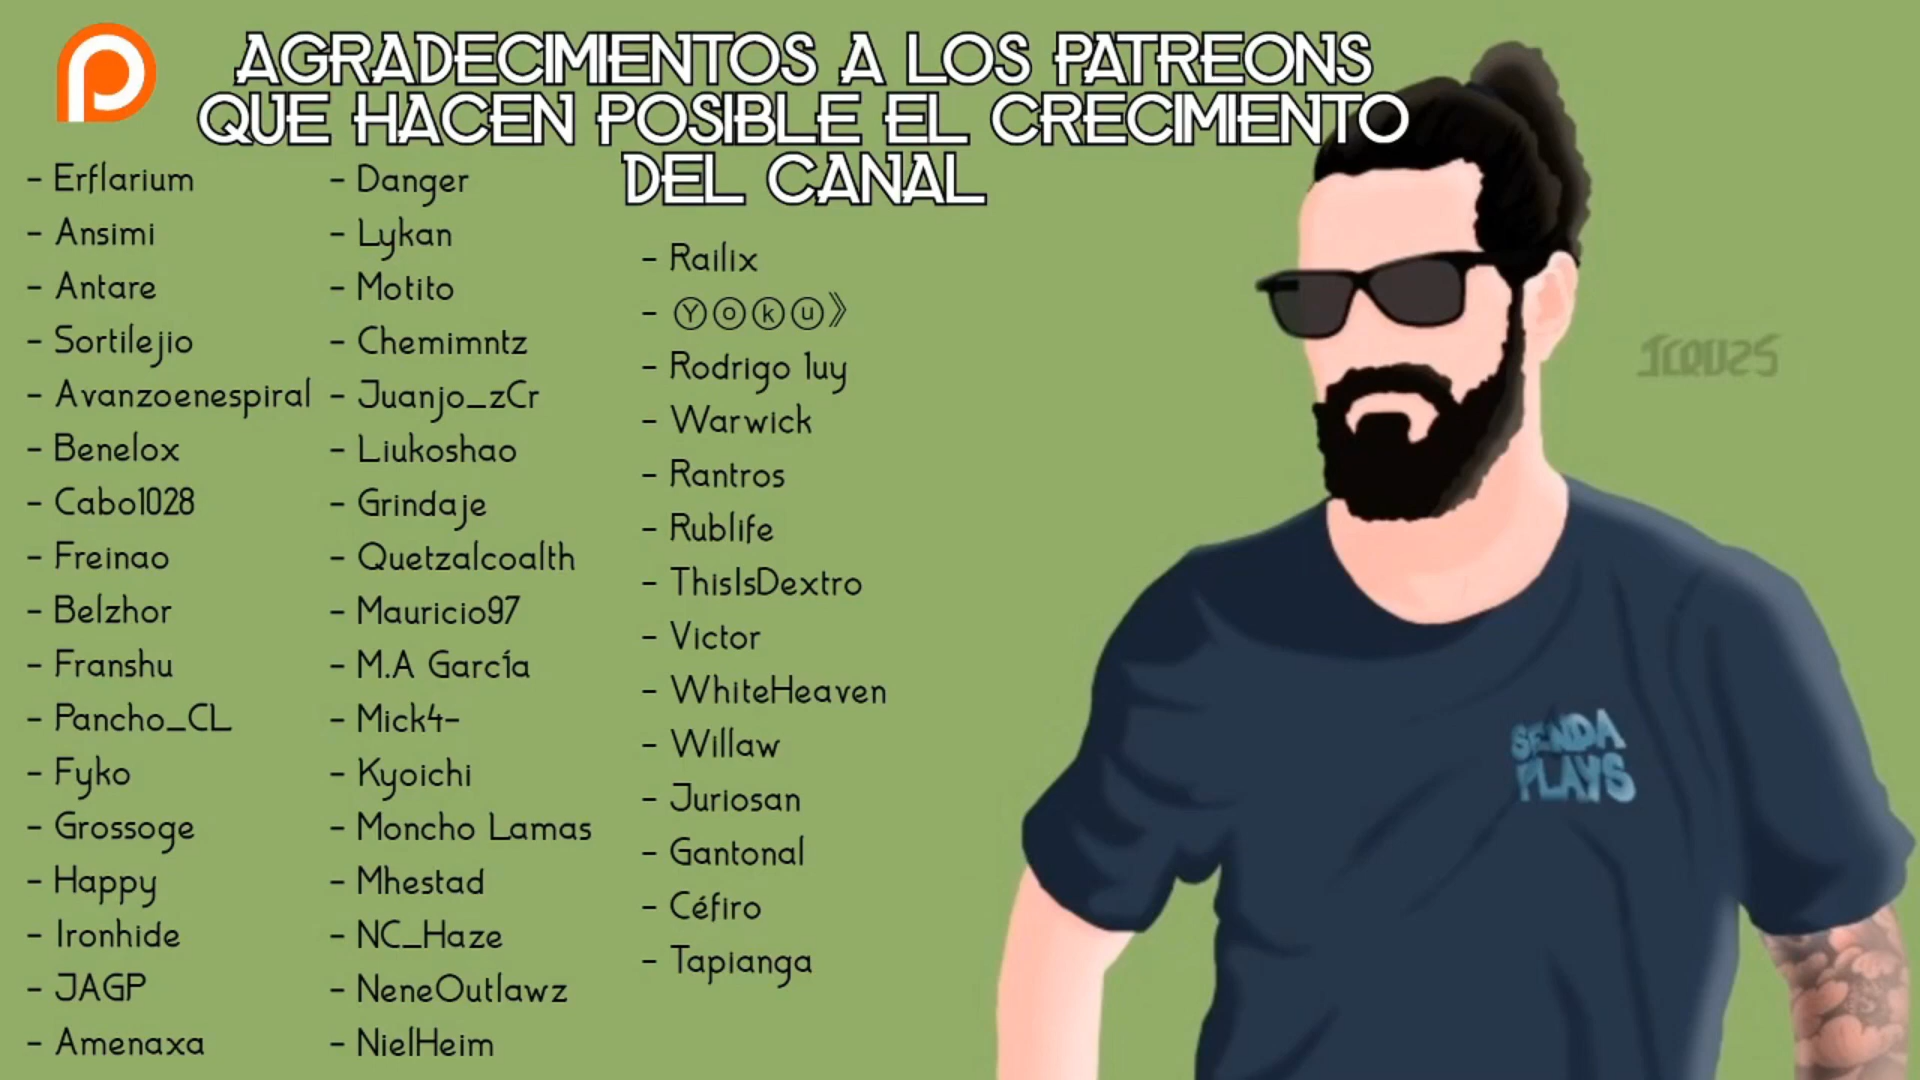 AGRADECIMIENTOS A LOS PATREONS
QUE HACEN POSIBLE EL CRECIMIENTO
DEL CANAL
- Erflarium
- Ansimi
- Antare
- Sortilejio
- Avanzoenespiral
- Benelox
- Cabo1028
- Freinao
- Belzhor
- Franshu
- Pancho_CL
- Fyko
- Grossoge
- Happy
- Ironhide
- JAGP
- Amenaxa
- Danger
- Lykan
- Motito
- Chemimntz
- Juanjo_zCr
- Liukoshao
- Grindaje
- Quetzalcoalth
- Mauricio97
- M.A García
- Mick4-
- Kyoichi
- Moncho Lamas
- Mhestad
- NC_Haze
- NeneOutlawz
- NielHeim
- Railix
- Ⓨⓞⓚⓤ》
- Rodrigo 1uy
- Warwick
- Rantros
- Rublife
- ThisIsDextro
- Victor
- WhiteHeaven
- Willaw
- Juriosan
- Gantonal
- Céfiro
- Tapianga
SENDA
PLAYS